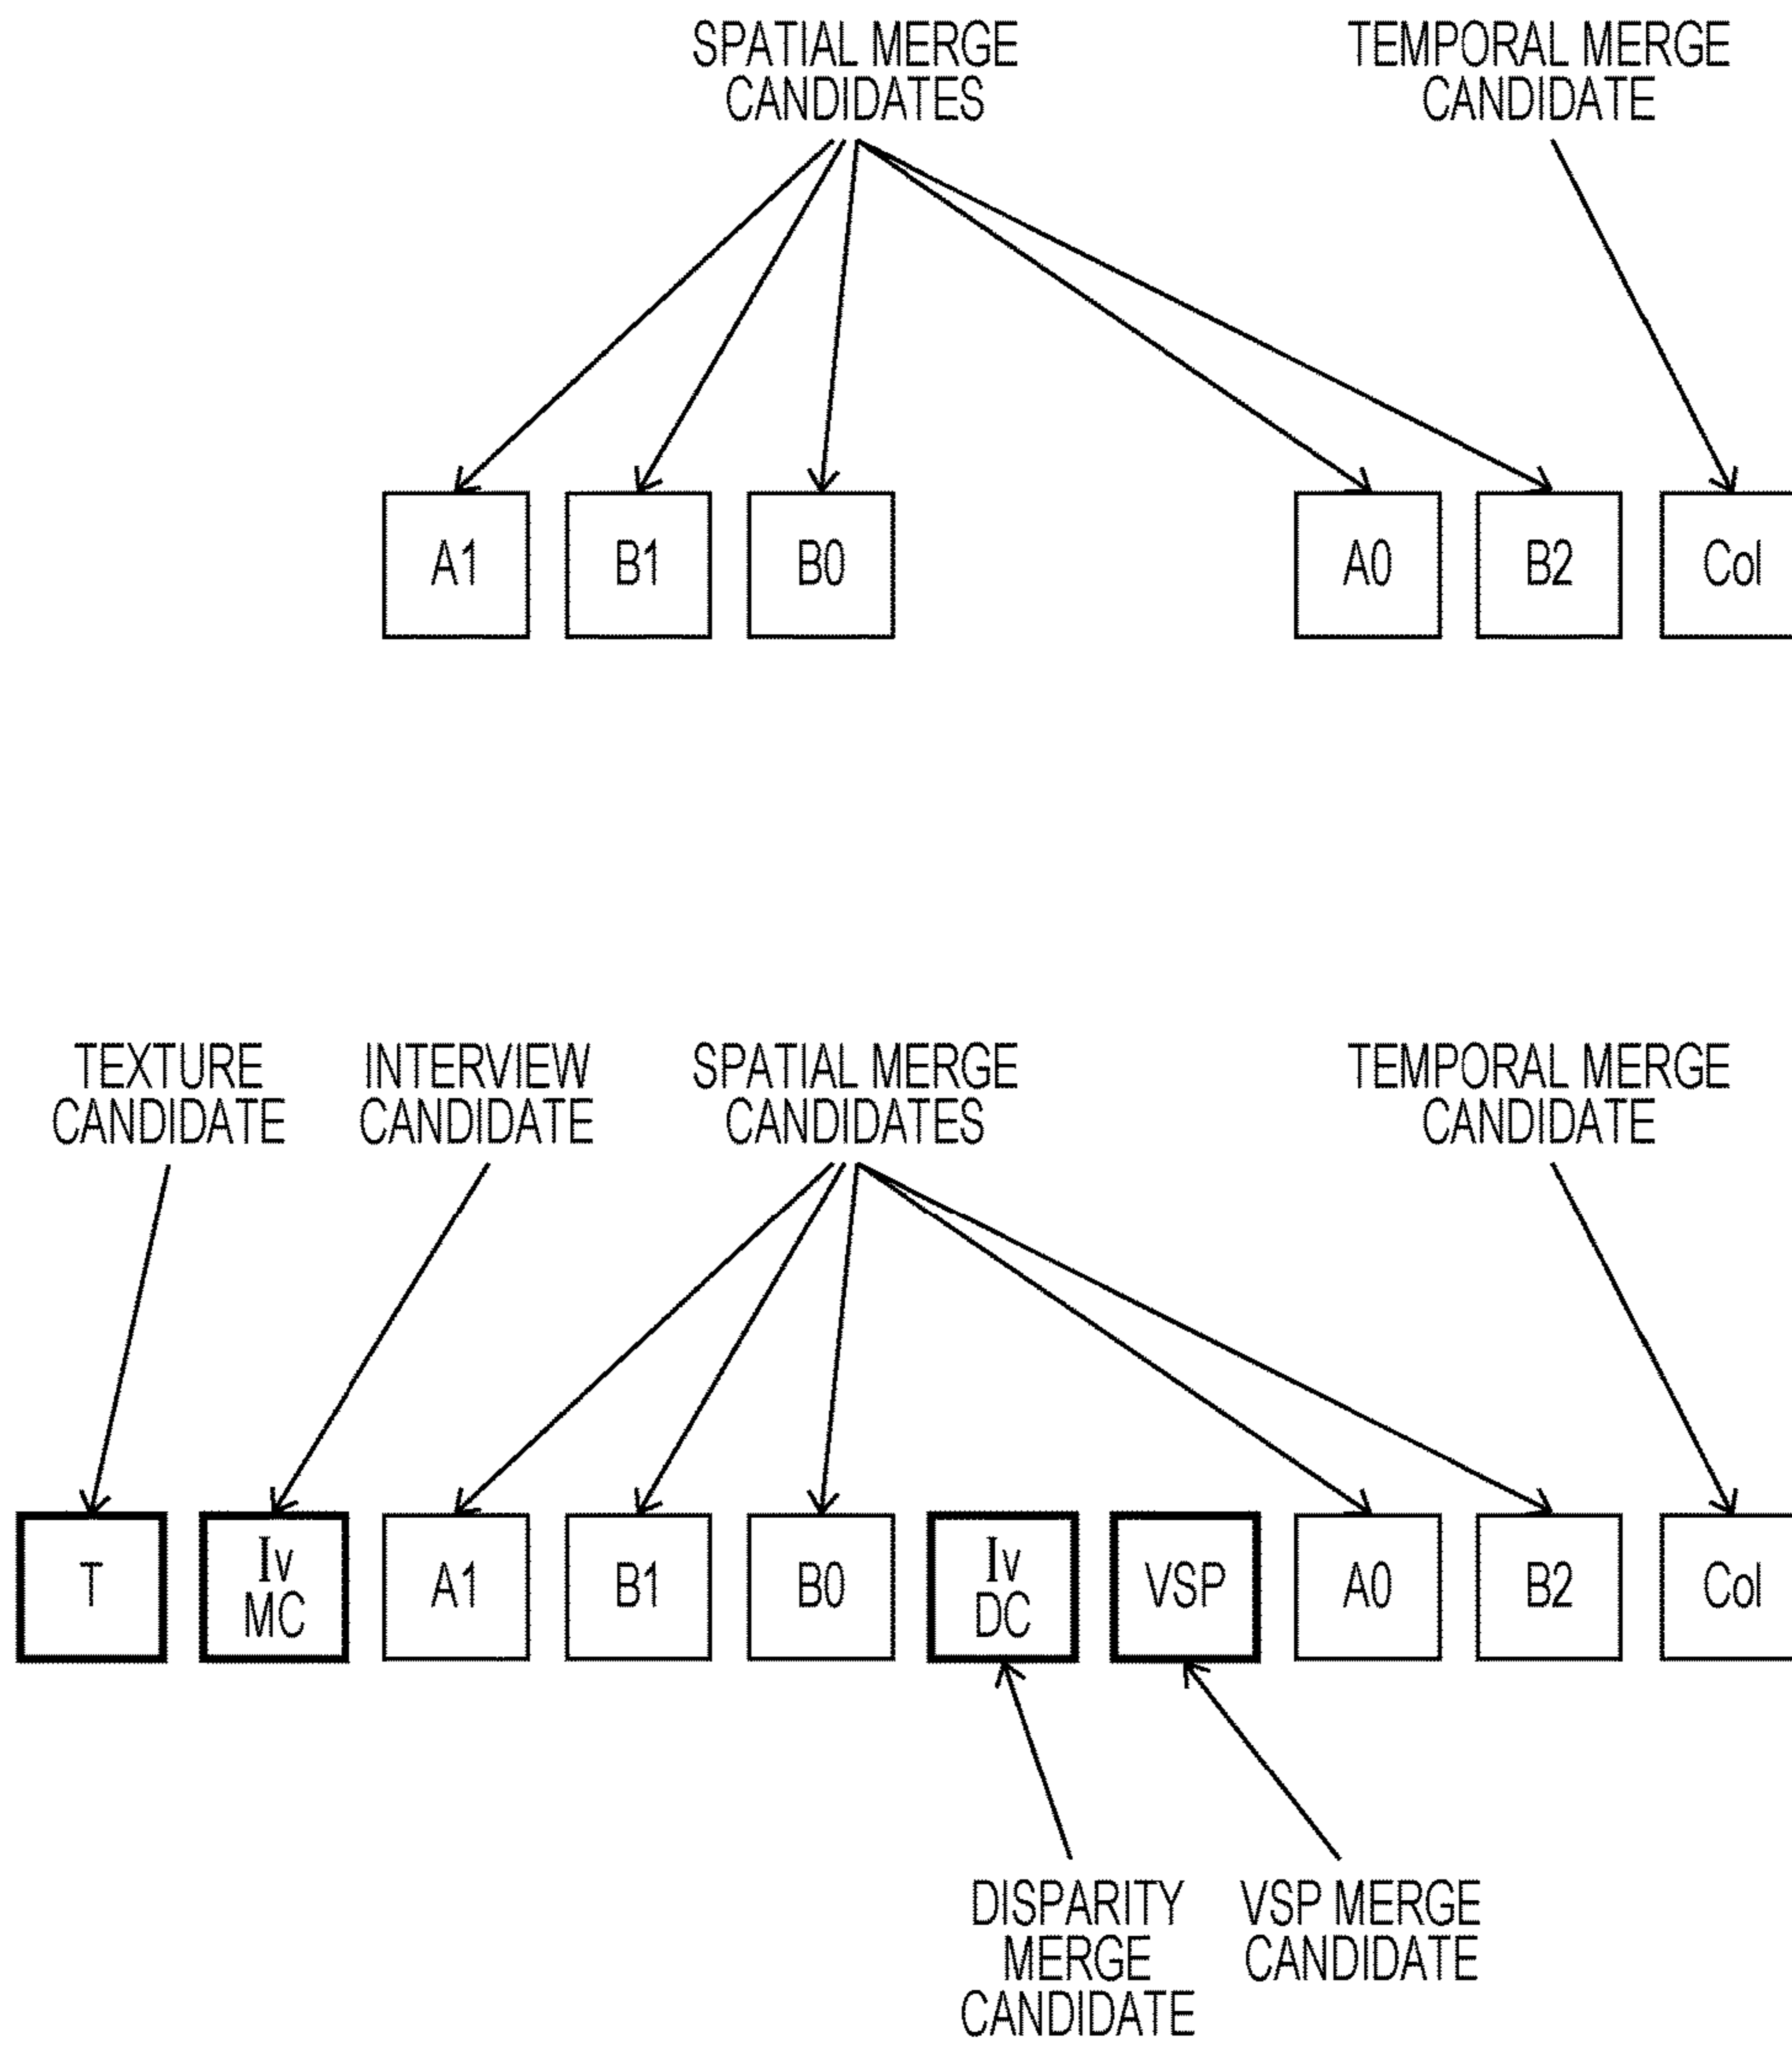 SPATIAL MERGE
CANDIDATES
TEMPORAL MERGE
CANDIDATE
A1
B1
B0
A0
B2
Col
TEXTURE
CANDIDATE
INTERVIEW
CANDIDATE
SPATIAL MERGE
CANDIDATES
TEMPORAL MERGE
CANDIDATE
T
Iv
MC
A1
B1
B0
Iv
DC
VSP
A0
B2
Col
DISPARITY
MERGE
CANDIDATE
VSP MERGE
CANDIDATE